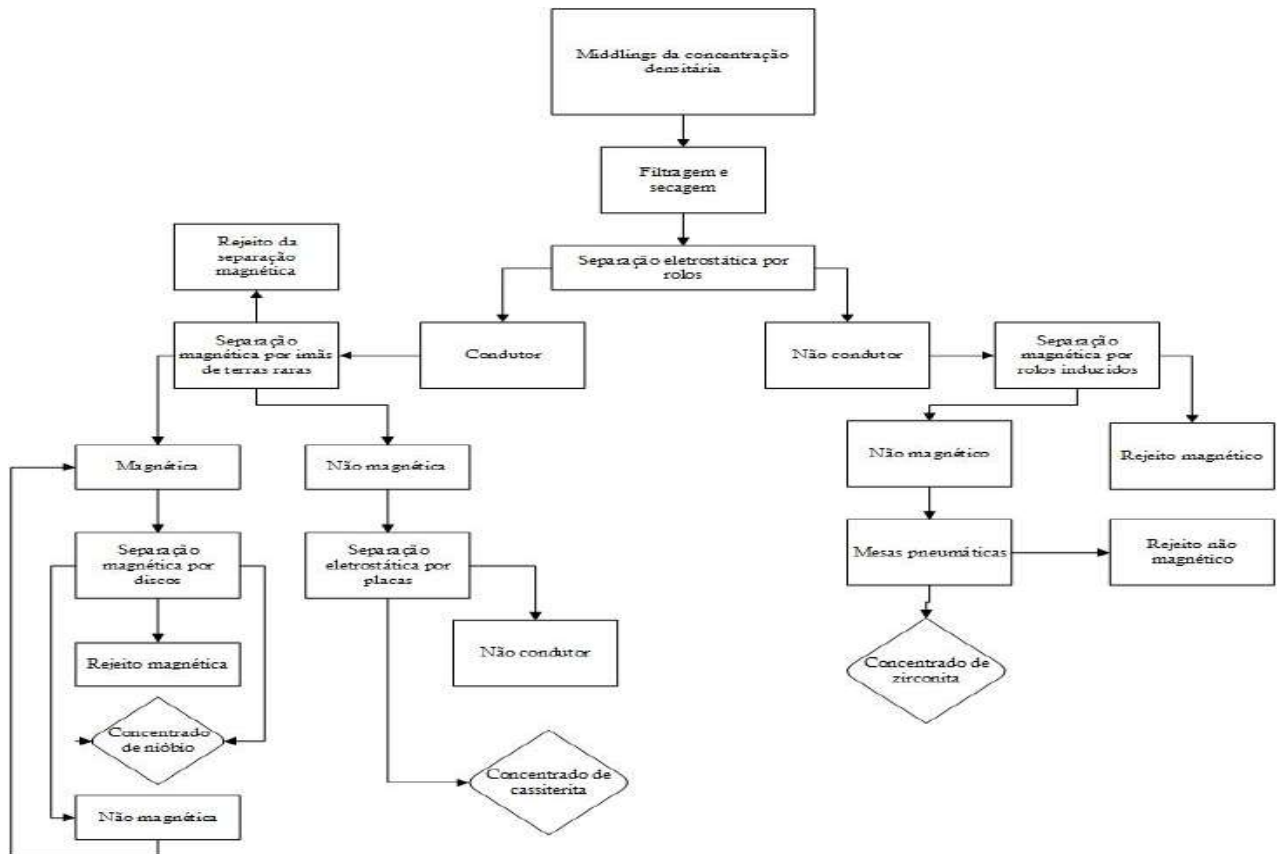 Middlings da concentração
densitária
Filtragem e
secagem
Rejeito da
separação
magnética
Separação eletrostática por
rolos
Separação
magnética por imãs
de terras raras
Condutor
Não condutor
Separação
magnética por
rolos induzidos
Magnética
Não magnética
Não magnético
Rejeito magnético
Separação
magnética por
discos
Separação
eletrostática por
placas
Mesas pneumáticas
Rejeito não
magnético
Rejeito magnética
Não condutor
Concentrado de
zirconita
Concentrado
de nióbio
Concentrado de
cassiterita
Não magnética